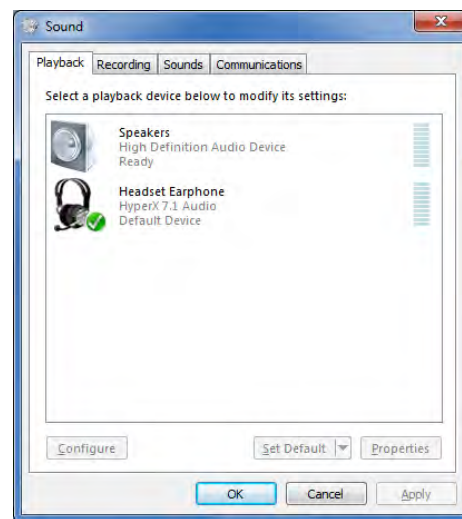 Sound
Playback Recording Sounds Communications
Select a playback device below to modify its settings:
Speakers
High Definition Audio Device
Ready
Headset Earphone
HyperX 7.1 Audio
Default Device
Configure Set Default Properties
OK Cancel Apply